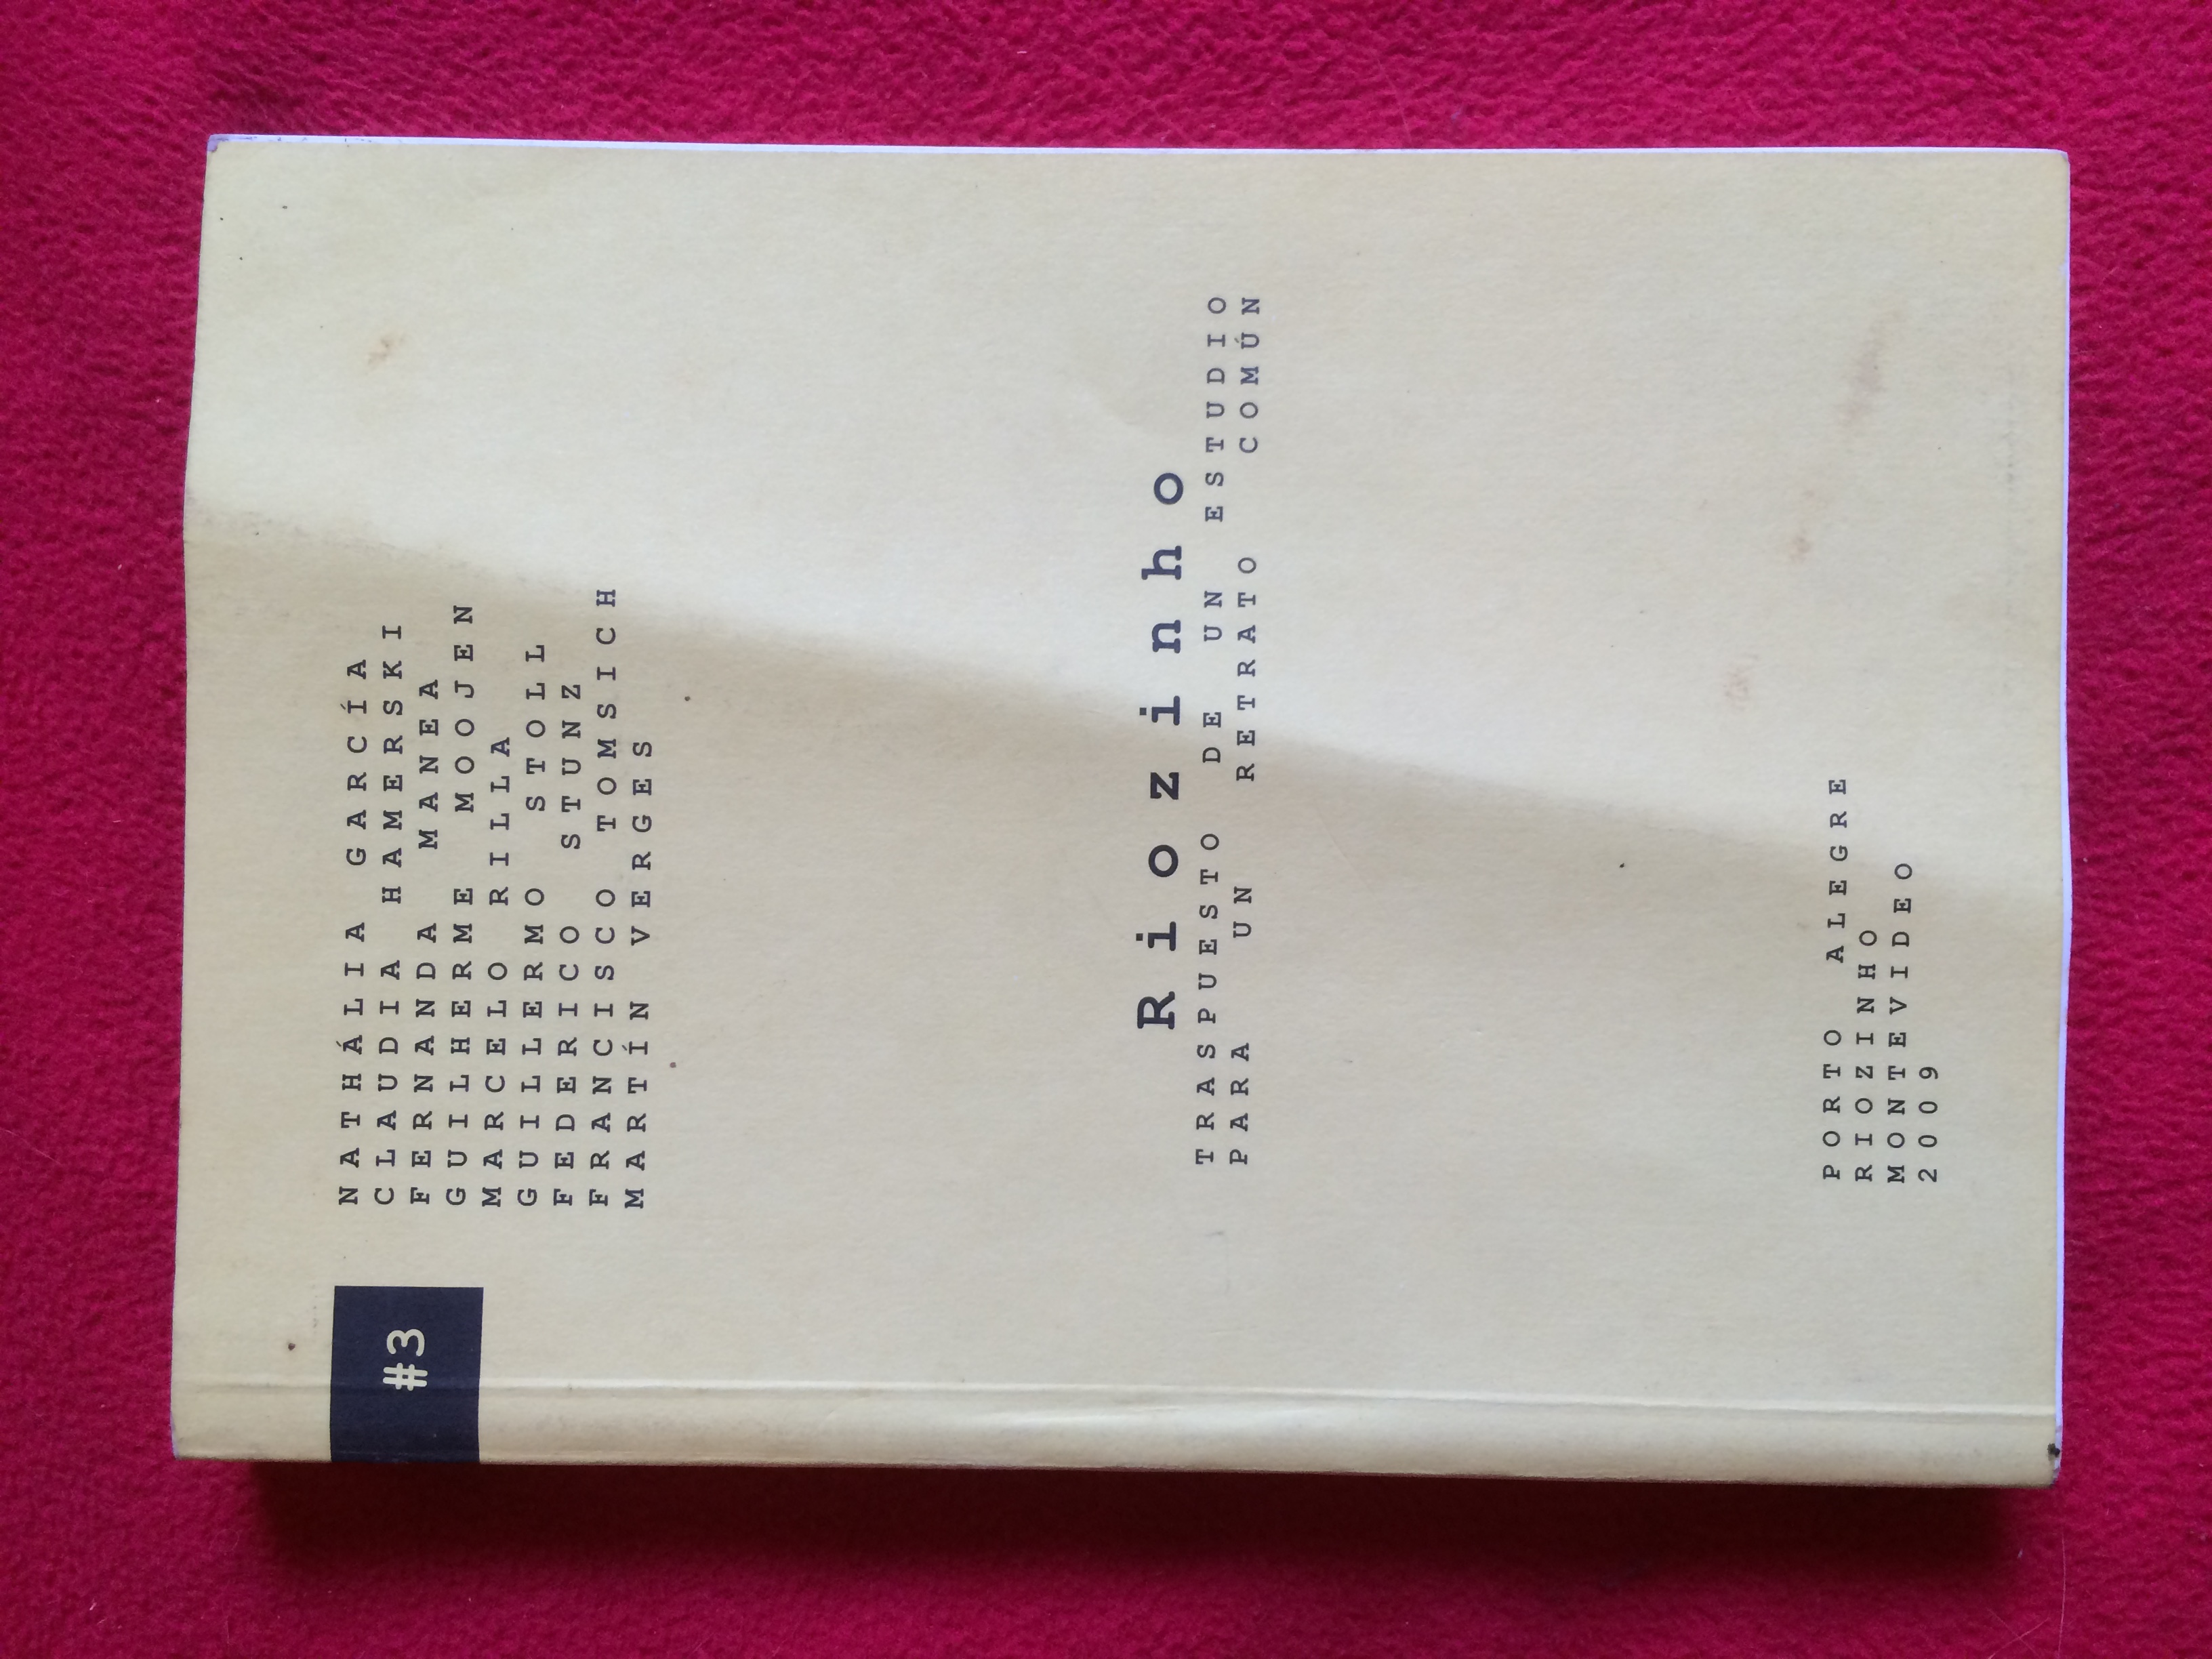 #3
NATHÁLIA GARCÍA
CLAUDIA HAMERSKI
FERNANDA MANEA
GUILHERME MOOJEN
MARCELO RILLA
GUILLERMO STOLL
FEDERICO STUNZ
FRANCISCO TOMSICH
MARTÍN VERGES
Riozinho
TRASPUESTO DE UN ESTUDIO
PARA UN RETRATO COMÚN
PORTO ALEGRE
RIOZINHO
MONTEVIDEO
2009